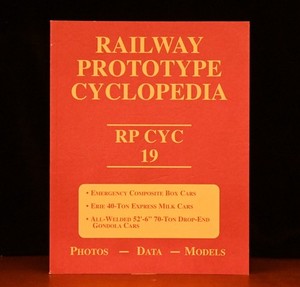 RAILWAY
PROTOTYPE
CYCLOPEDIA
RP CYC
19
• EMERGENCY COMPOSITE BOX CARS
• ERIE 40-TON EXPRESS MILK CARS
• ALL-WELDED 52'-6" 70-TON DROP-END
GONDOLA CARS
PHOTOS — DATA — MODELS